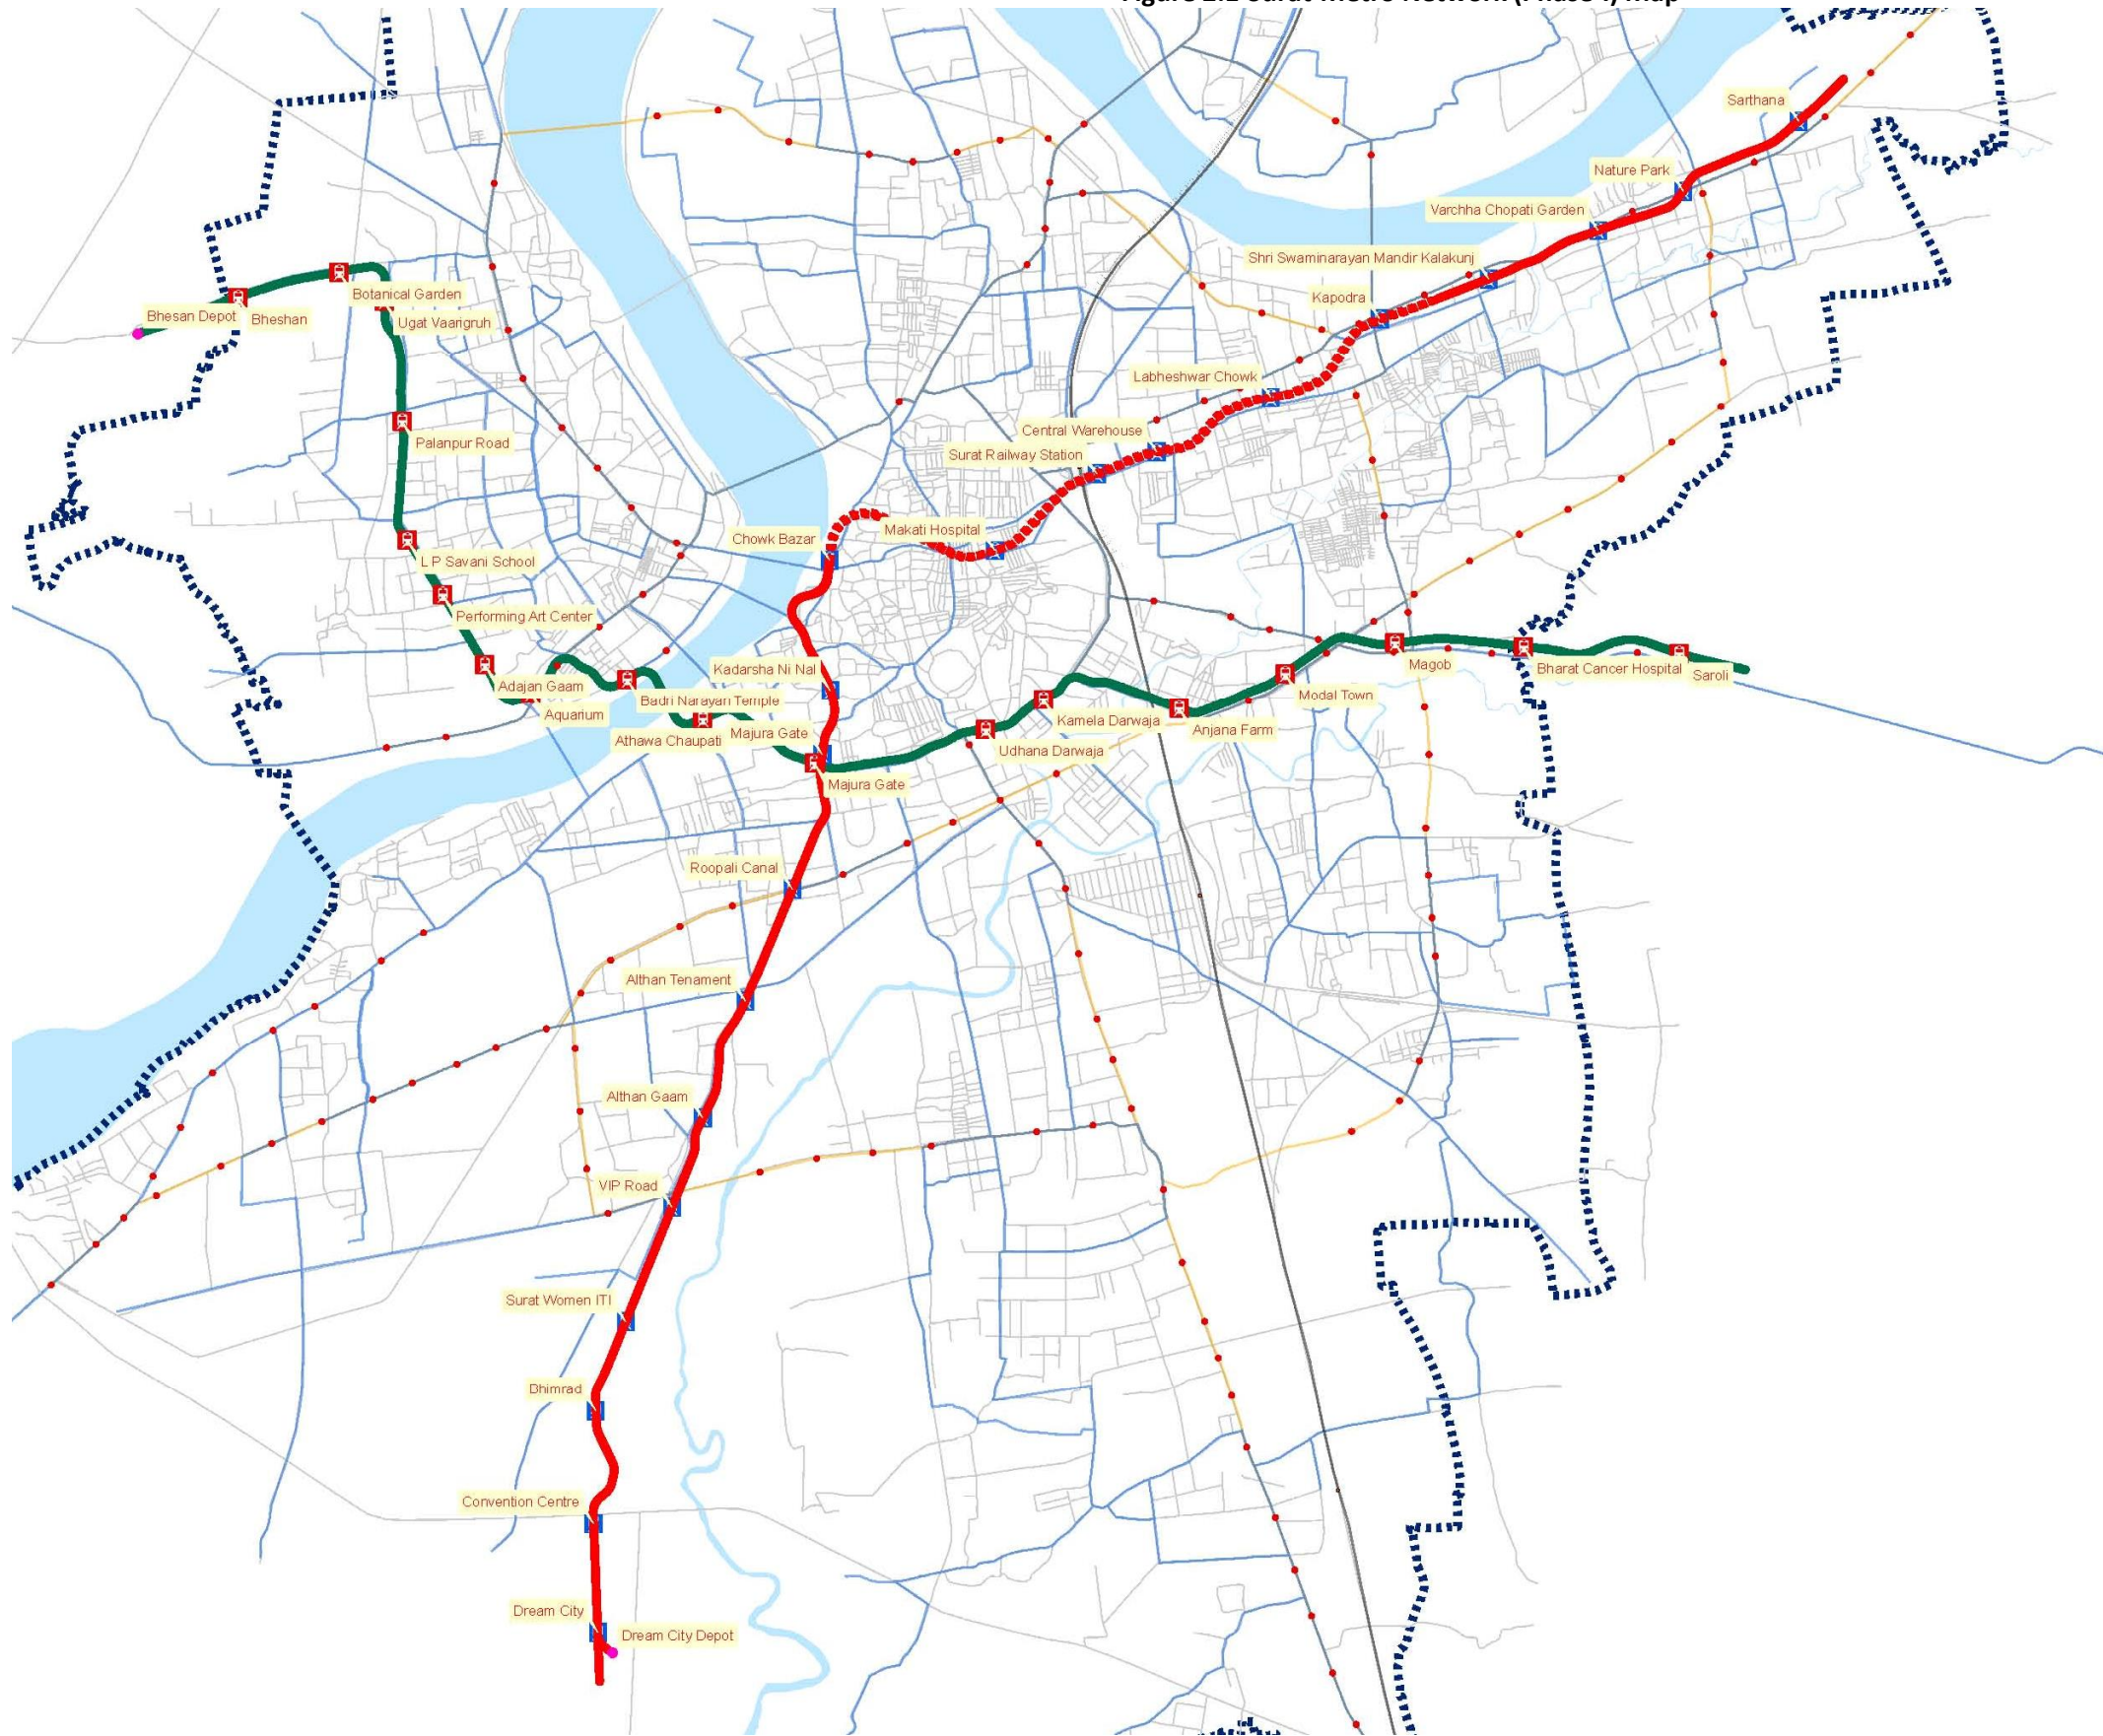 Sarthana
Nature Park
Varchha Chopati Garden
Shri Swaminarayan Mandir Kalakunj
Kapodra
Botanical Garden
Bhesan Depot
Bheshan
Ugat Vaarigruh
Labheshwar Chowk
Central Warehouse
Palanpur Road
Surat Railway Station
Makati Hospital
Chowk Bazar
L P Savani School
Performing Art Center
Kadarsha Ni Nal
Magob
Bharat Cancer Hospital
Saroli
Adajan Gaam
Modal Town
Badri Narayan Temple
Aquarium
Kamela Darwaja
Anjana Farm
Majura Gate
Athawa Chaupati
Udhana Darwaja
Majura Gate
Roopali Canal
Althan Tenament
Althan Gaam
VIP Road
Surat Women ITI
Bhimrad
Convention Centre
Dream City
Dream City Depot